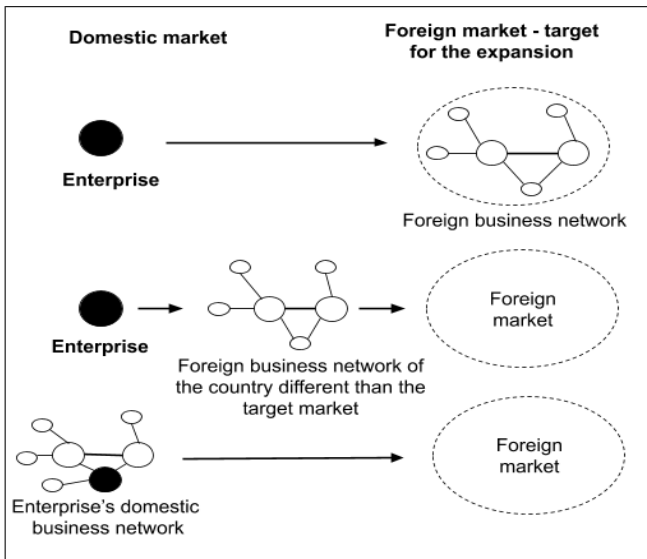 Domestic market
Foreign market - target
for the expansion
Enterprise
Foreign business network
Enterprise
Foreign
market
Foreign business network of
the country different than the
target market
Foreign
market
Enterprise's domestic
business network